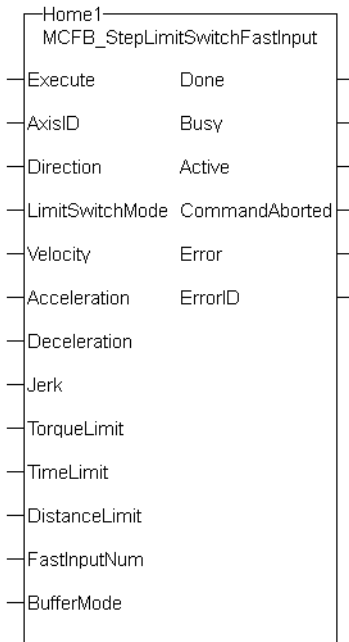 Home1
MCFB_StepLimitSwitchFastInput
Execute Done
AxisID Busy
Direction Active
LimitSwitchMode CommandAborted
Velocity Error
Acceleration ErrorID
Deceleration
Jerk
TorqueLimit
TimeLimit
DistanceLimit
FastInputNum
BufferMode